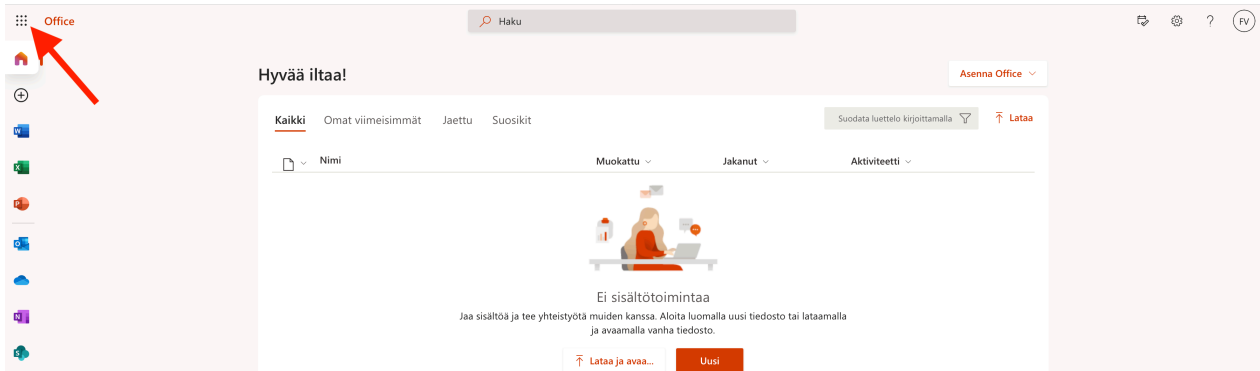 Office
Haku
FV
Hyvää iltaa!
Asenna Office
Kaikki Omat viimeisimmät Jaettu Suosikit
Suodata luettelo kirjoittamalla
Lataa
Nimi Muokattu Jakanut Aktiviteetti
Ei sisältötoimintaa
Jaa sisältöä ja tee yhteistyötä muiden kanssa. Aloita luomalla uusi tiedosto tai lataamalla
ja avaamalla vanha tiedosto.
Lataa ja avaa...
Uusi